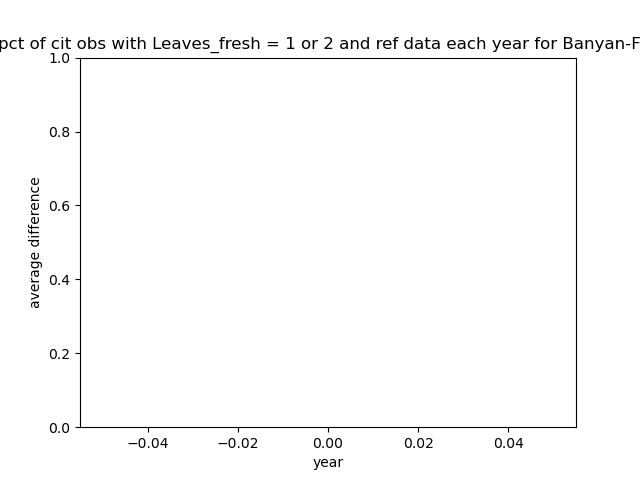 pct of cit obs with Leaves_fresh = 1 or 2 and ref data each year for Banyan-F
1.0
0.8
0.6
0.4
0.2
0.0
average difference
−0.04 −0.02 0.00 0.02 0.04
year